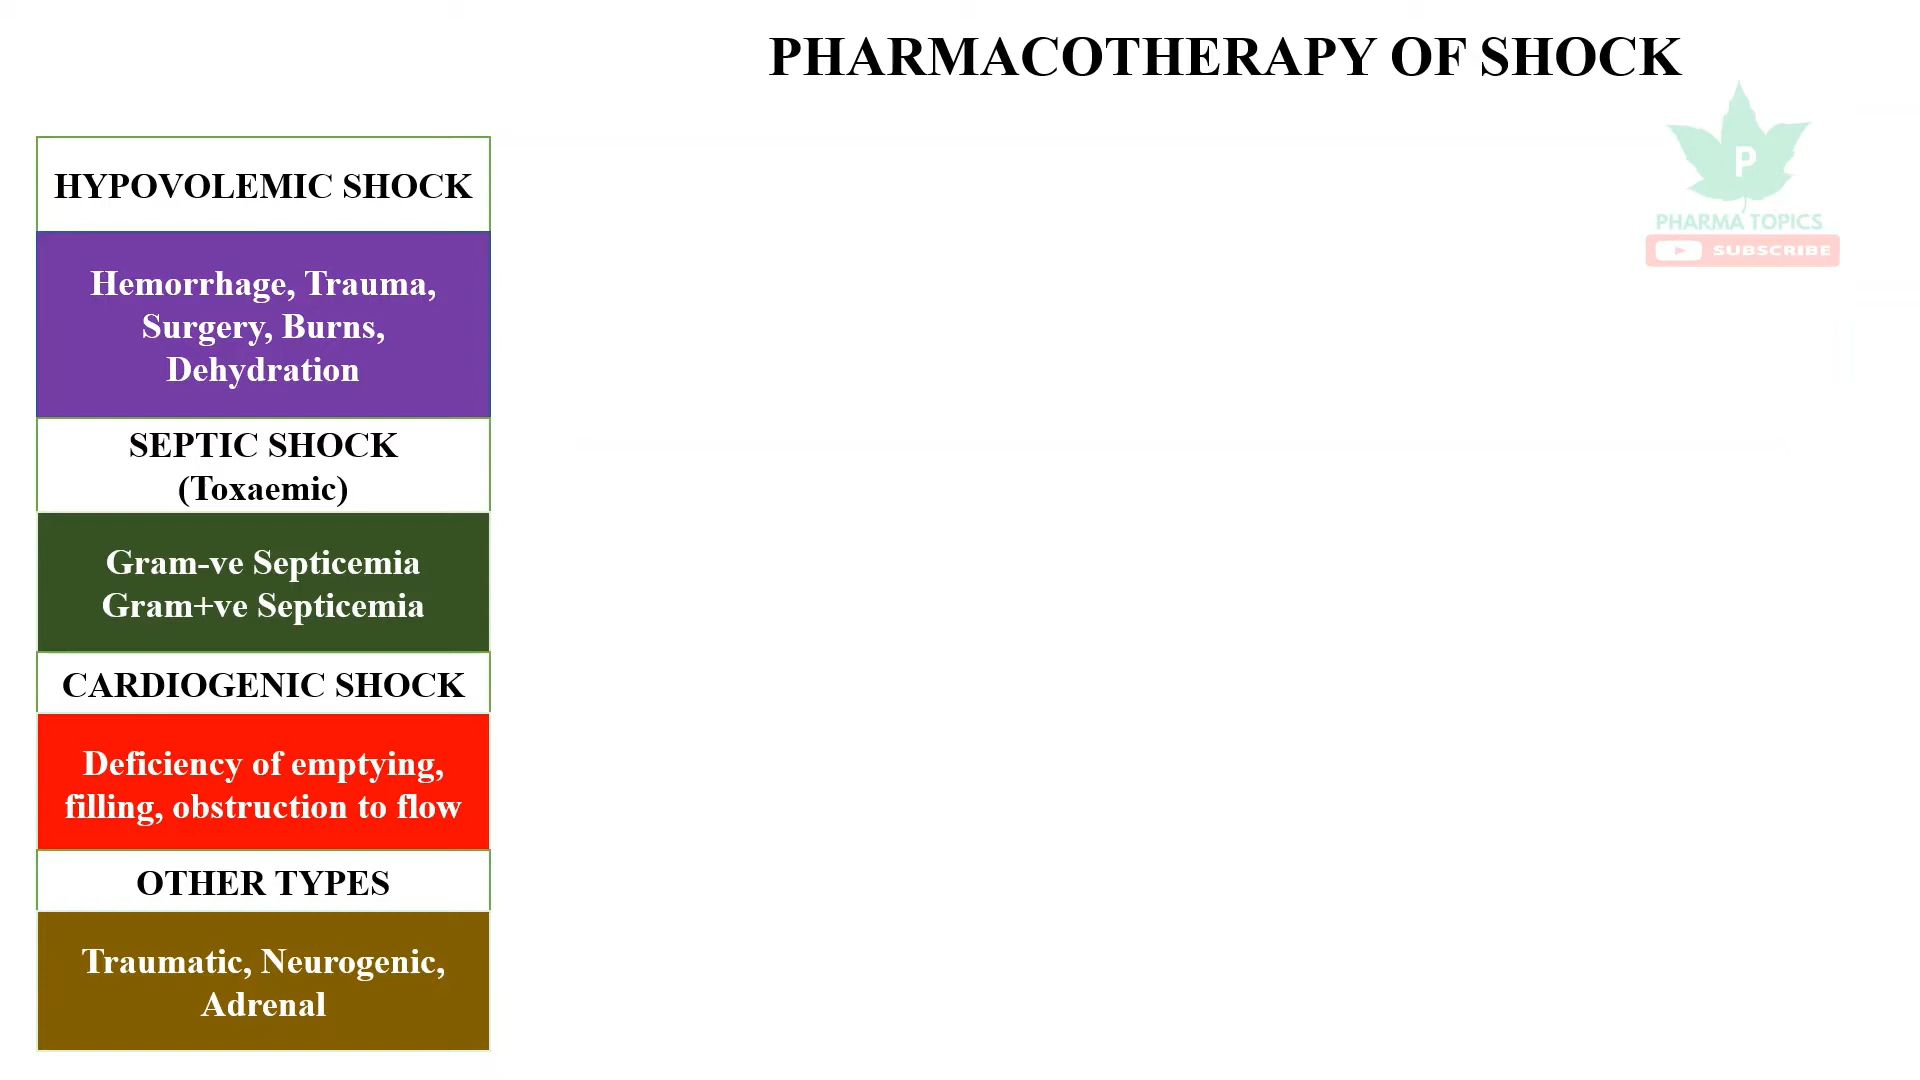 PHARMACOTHERAPY OF SHOCK
P
PHARMA TOPICS
SUBSCRIBE
HYPOVOLEMIC SHOCK
Hemorrhage, Trauma,
Surgery, Burns,
Dehydration
SEPTIC SHOCK
(Toxaemic)
Gram-ve Septicemia
Gram+ve Septicemia
CARDIOGENIC SHOCK
Deficiency of emptying,
filling, obstruction to flow
OTHER TYPES
Traumatic, Neurogenic,
Adrenal